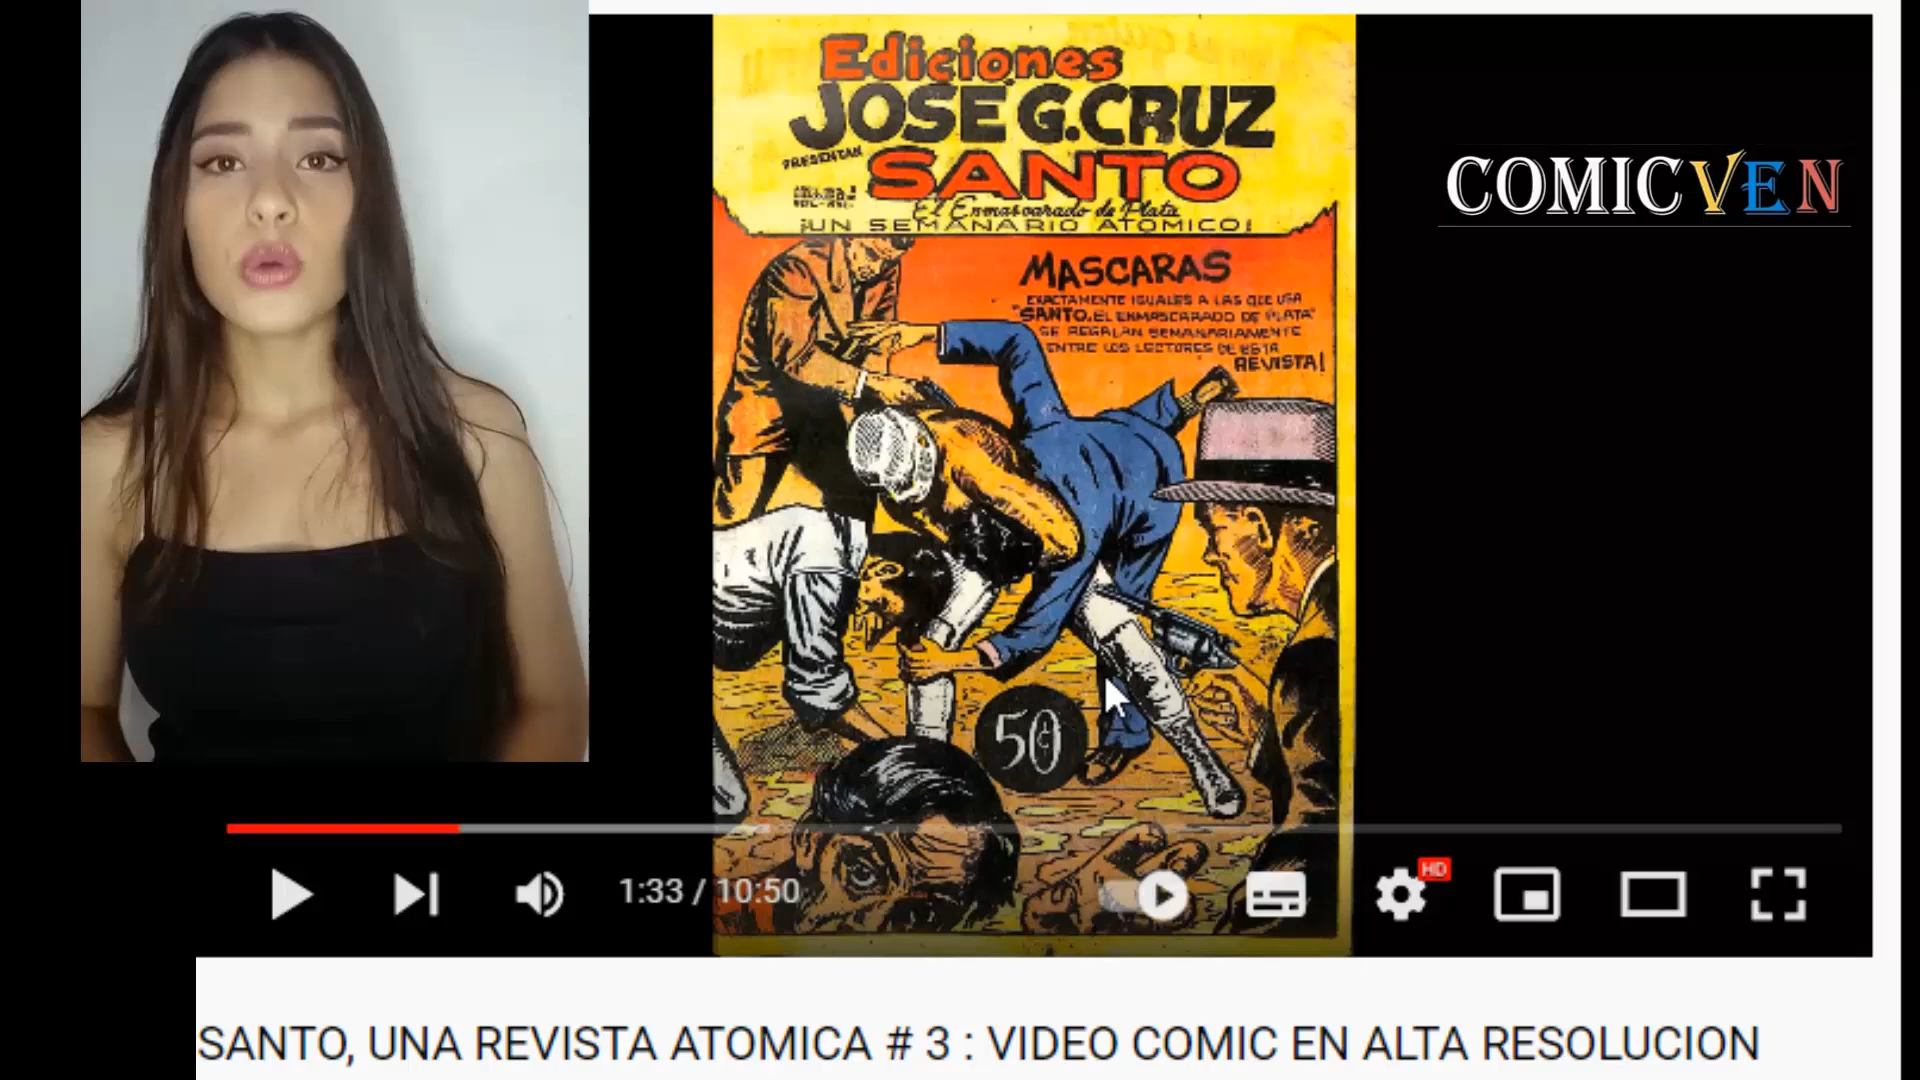 Ediciones
JOSE G. CRUZ
PRESENTAN
SANTO
El Enmascarado de Plata
¡UN SEMANARIO ATOMICO!
MASCARAS
EXACTAMENTE IGUALES A LAS QUE USA
"SANTO, EL ENMASCARADO DE PLATA"
SE REGALAN SEMANARIAMENTE
ENTRE LOS LECTORES DE ESTA
REVISTA!
50¢
COMICVEN
1:33 / 10:50
HD
SANTO, UNA REVISTA ATOMICA # 3 : VIDEO COMIC EN ALTA RESOLUCION